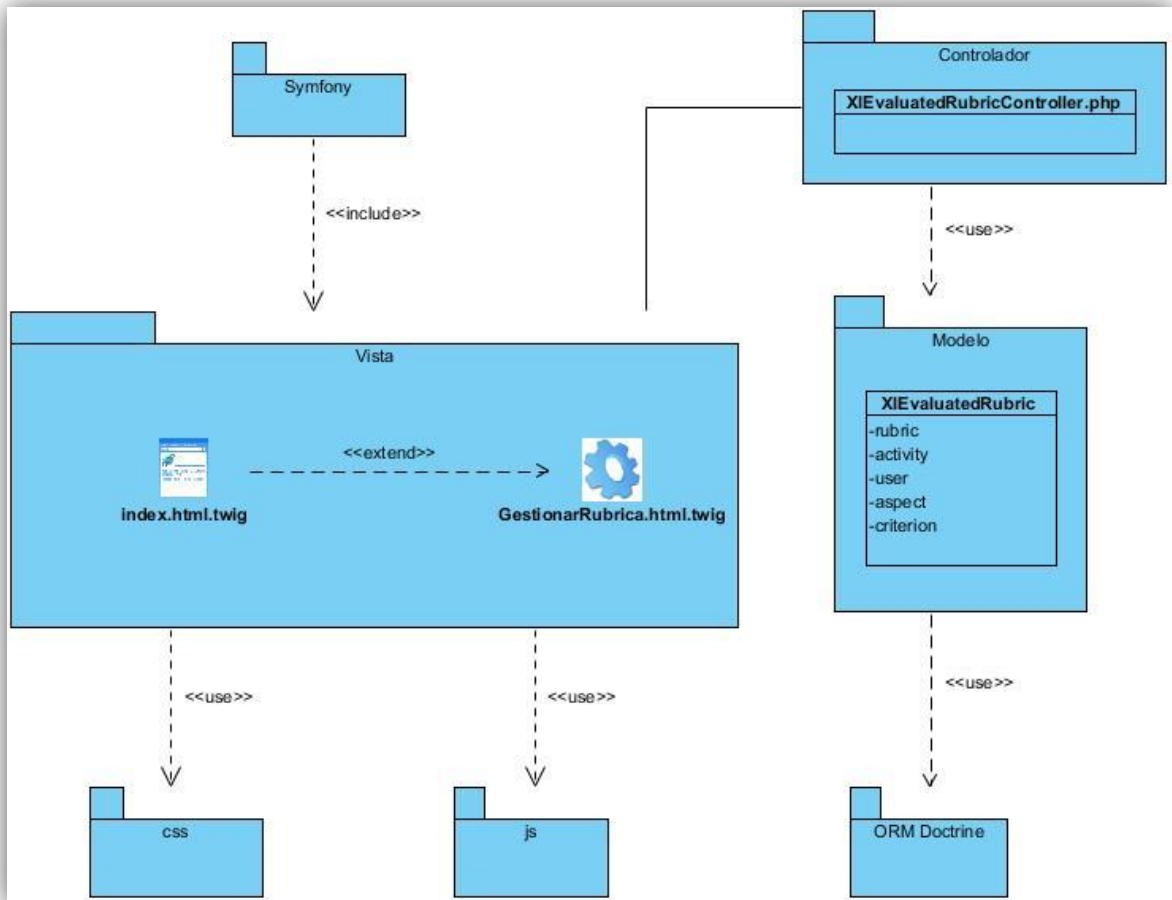 Symfony
Controlador
XIEvaluatedRubricController.php
<<include>>
<<use>>
Vista
Modelo
XIEvaluatedRubric
-rubric
-activity
-user
-aspect
-criterion
<<extend>>
index.html.twig
GestionarRubrica.html.twig
<<use>>
<<use>>
<<use>>
css
js
ORM Doctrine